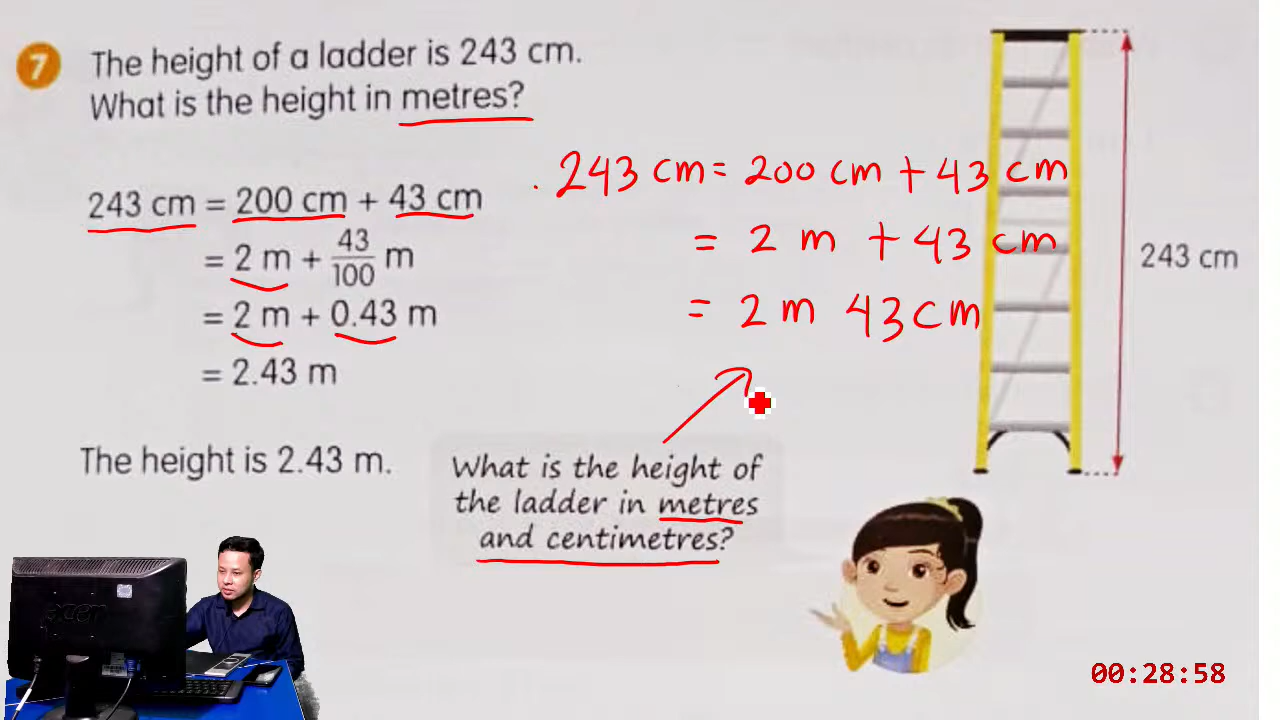 7
The height of a ladder is 243 cm.
What is the height in metres?
243 cm = 200 cm + 43 cm
= 2 m + 43/100 m
= 2 m + 0.43 m
= 2.43 m
The height is 2.43 m.
243 cm = 200 cm + 43 cm
= 2 m + 43 cm
= 2 m 43 cm
243 cm
What is the height of
the ladder in metres
and centimetres?
acer
00:28:58